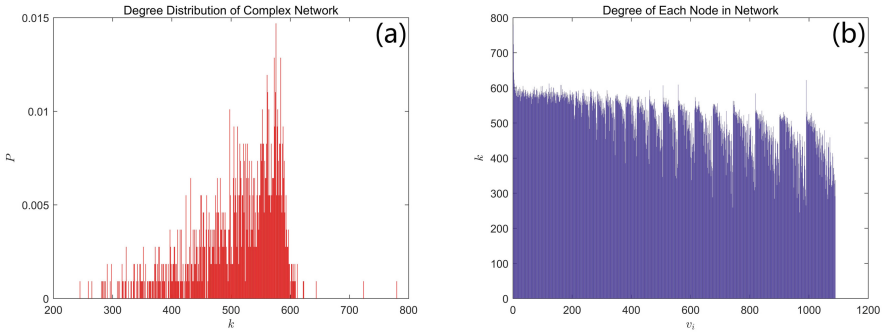 Degree Distribution of Complex Network
(a)
0.015
0.01
0.005
0
P
200 300 400 500 600 700 800
k
Degree of Each Node in Network
(b)
800
700
600
500
400
300
200
100
0
k
0 200 400 600 800 1000 1200
v_i